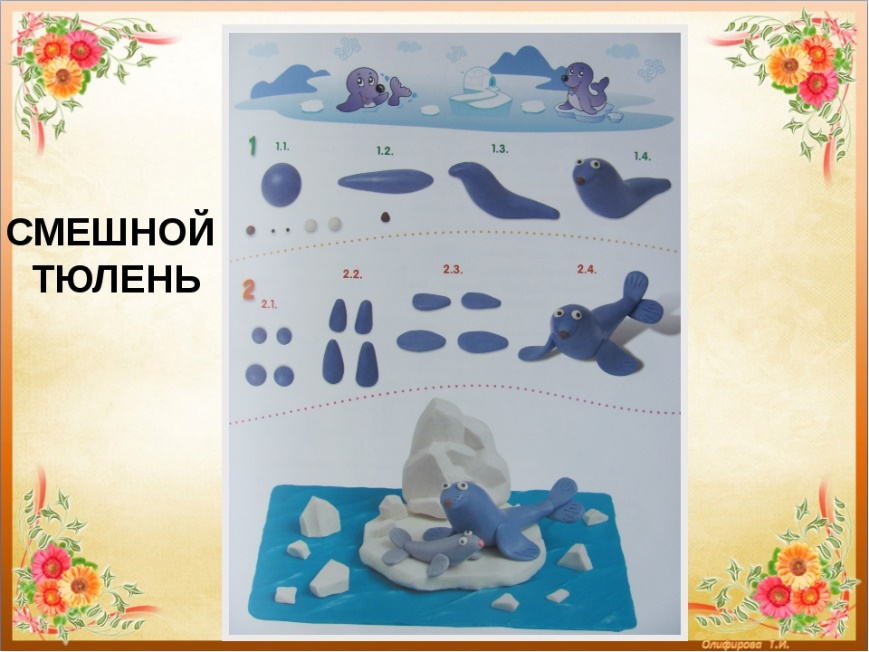 СМЕШНОЙ
ТЮЛЕНЬ
1 1.1. 1.2. 1.3. 1.4.
2 2.1. 2.2. 2.3. 2.4.
Олифирова Т.И.